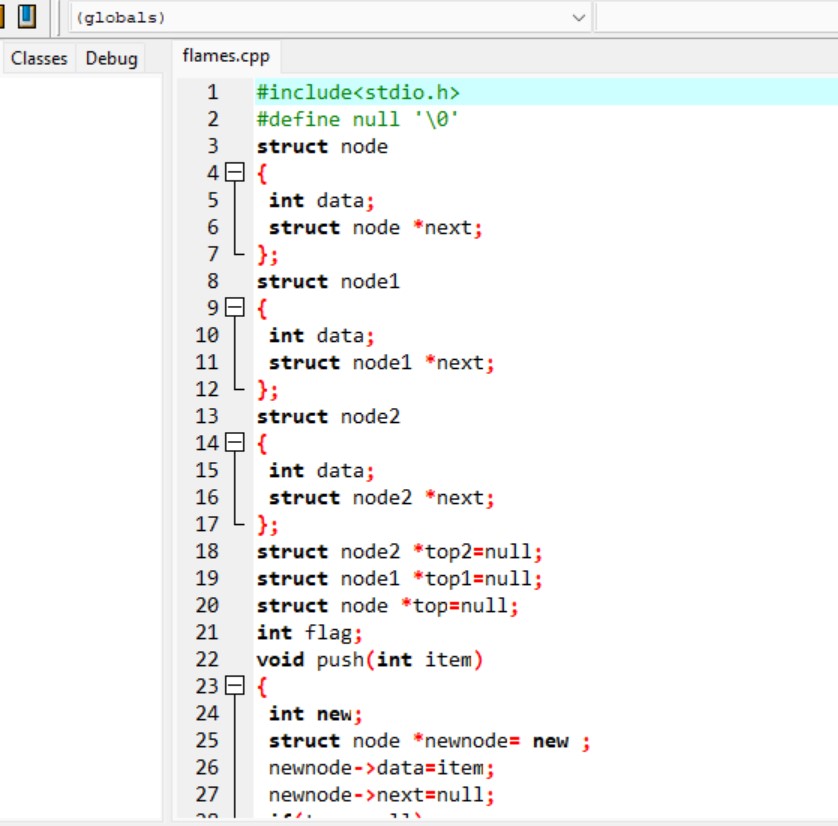 (globals)
Classes Debug flames.cpp
1 #include<stdio.h>
2 #define null '\0'
3 struct node
4 {
5 int data;
6 struct node *next;
7 };
8 struct node1
9 {
10 int data;
11 struct node1 *next;
12 };
13 struct node2
14 {
15 int data;
16 struct node2 *next;
17 };
18 struct node2 *top2=null;
19 struct node1 *top1=null;
20 struct node *top=null;
21 int flag;
22 void push(int item)
23 {
24 int new;
25 struct node *newnode= new ;
26 newnode->data=item;
27 newnode->next=null;